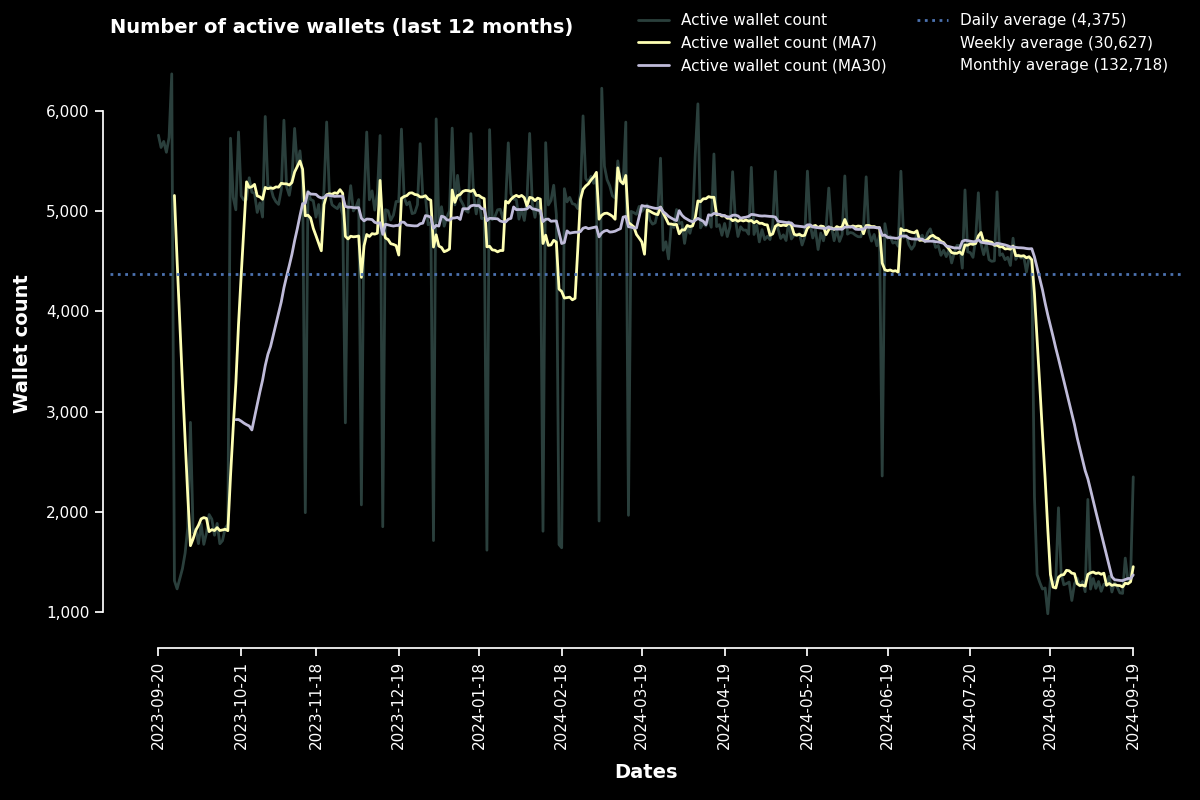 Number of active wallets (last 12 months)
Active wallet count
Active wallet count (MA7)
Active wallet count (MA30)
Daily average (4,375)
Weekly average (30,627)
Monthly average (132,718)
Wallet count
6,000
5,000
4,000
3,000
2,000
1,000
2023-09-20
2023-10-21
2023-11-18
2023-12-19
2024-01-18
2024-02-18
2024-03-19
2024-04-19
2024-05-20
2024-06-19
2024-07-20
2024-08-19
2024-09-19
Dates